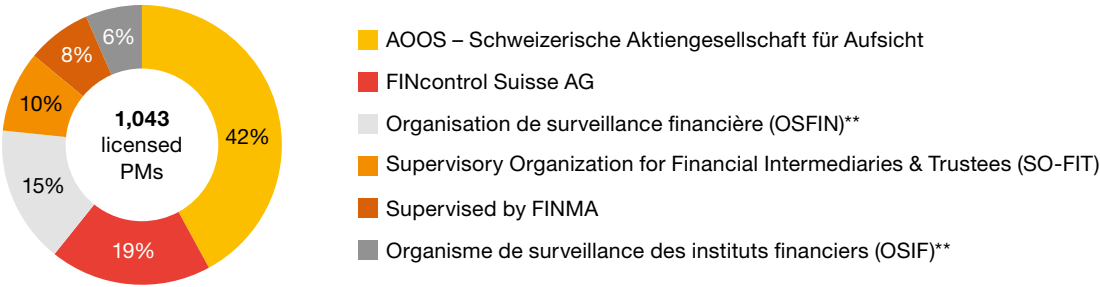 6%
8%
10%
1,043
licensed
PMs
42%
15%
19%
AOOS – Schweizerische Aktiengesellschaft für Aufsicht
FINcontrol Suisse AG
Organisation de surveillance financière (OSFIN)**
Supervisory Organization for Financial Intermediaries & Trustees (SO-FIT)
Supervised by FINMA
Organisme de surveillance des instituts financiers (OSIF)**